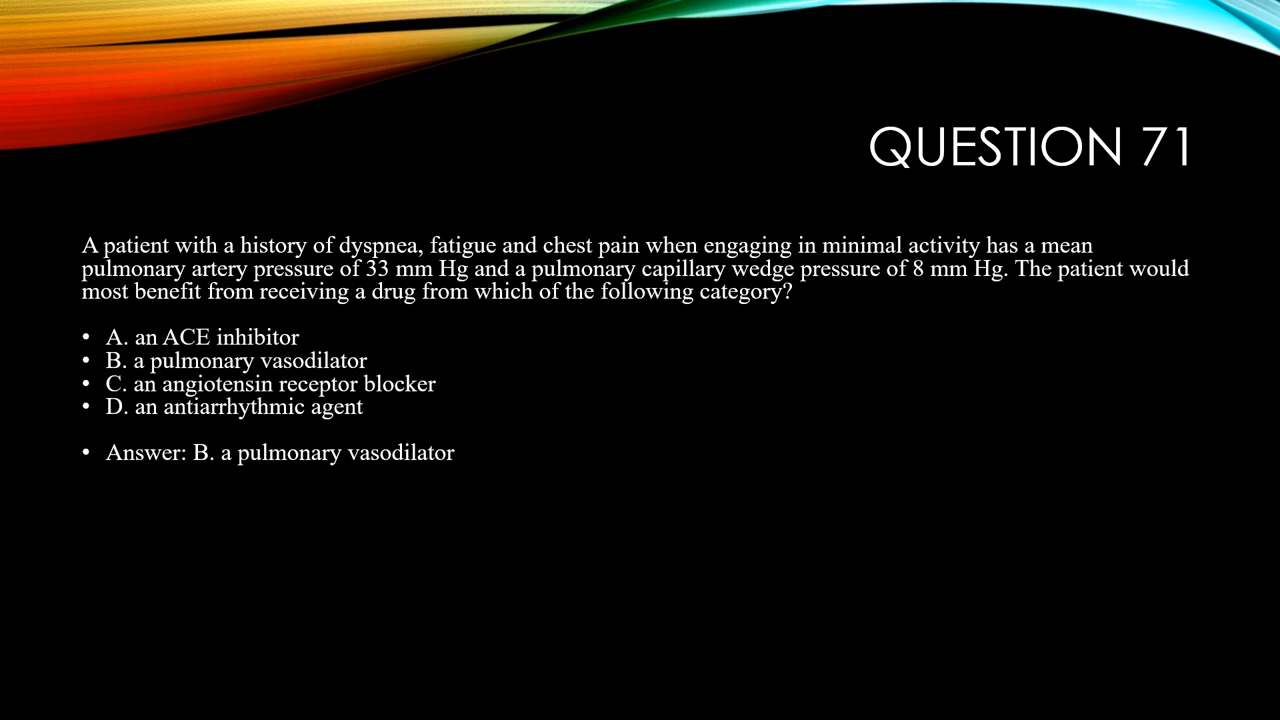 QUESTION 71
A patient with a history of dyspnea, fatigue and chest pain when engaging in minimal activity has a mean
pulmonary artery pressure of 33 mm Hg and a pulmonary capillary wedge pressure of 8 mm Hg. The patient would
most benefit from receiving a drug from which of the following category?
• A. an ACE inhibitor
• B. a pulmonary vasodilator
• C. an angiotensin receptor blocker
• D. an antiarrhythmic agent
• Answer: B. a pulmonary vasodilator